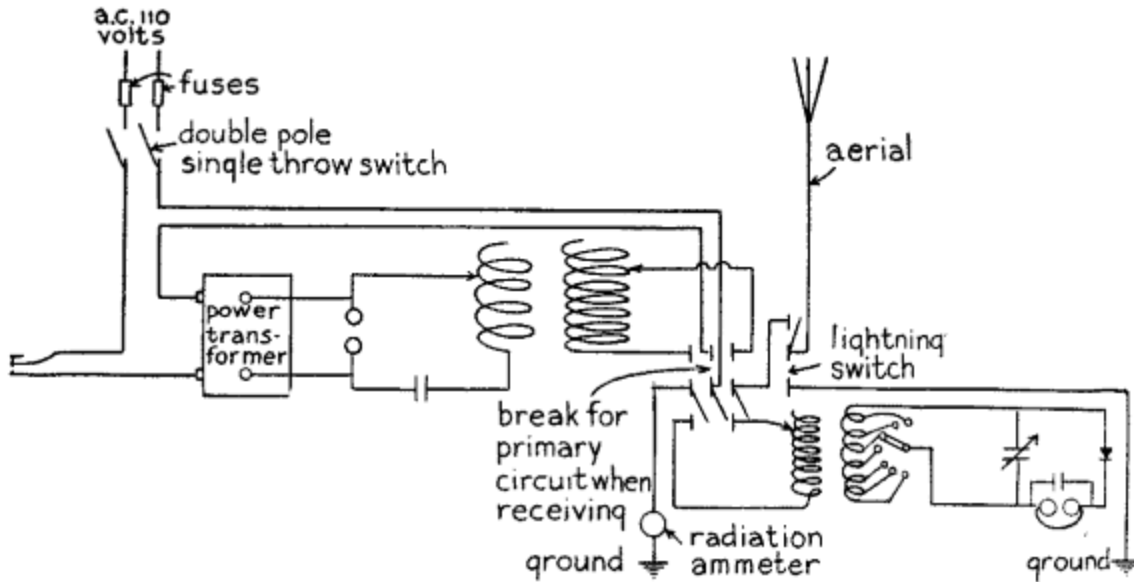 a.c. 110
volts
fuses
double pole
single throw switch
aerial
power
trans-
former
lightning
switch
break for
primary
circuit when
receiving
radiation
ammeter
ground
ground